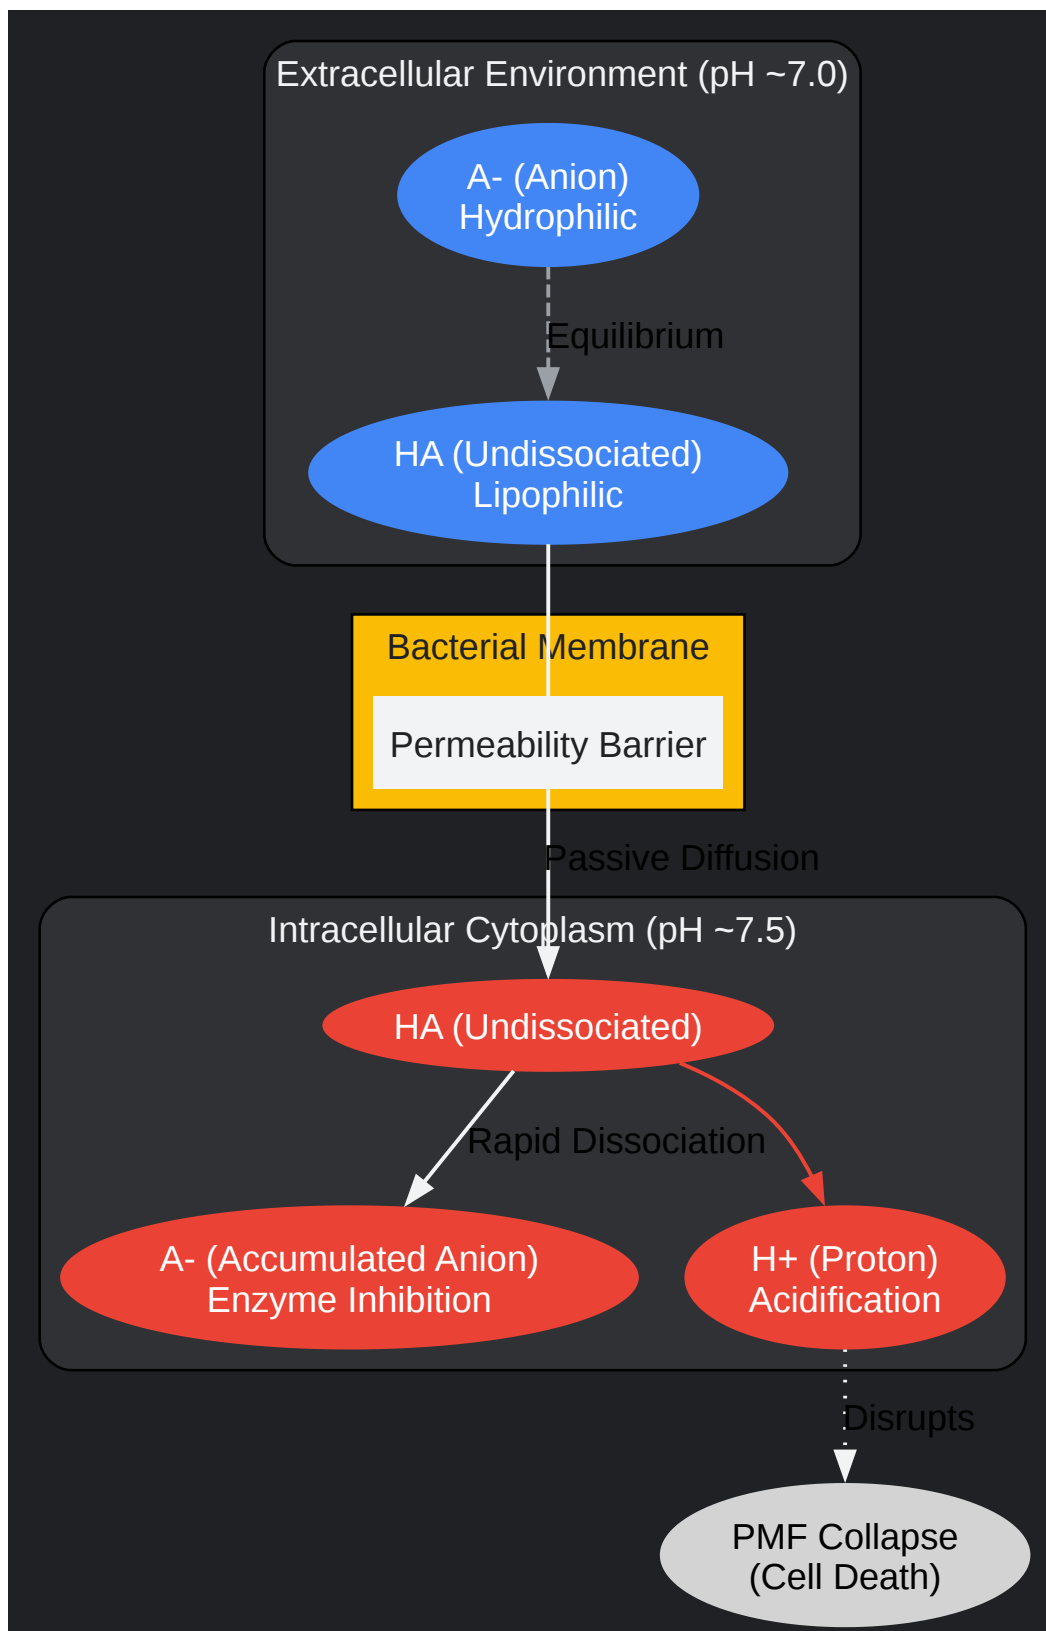 Extracellular Environment (pH ~7.0)
A- (Anion)
Hydrophilic
Equilibrium
HA (Undissociated)
Lipophilic
Bacterial Membrane
Permeability Barrier
Passive Diffusion
Intracellular Cytoplasm (pH ~7.5)
HA (Undissociated)
Rapid Dissociation
A- (Accumulated Anion)
Enzyme Inhibition
H+ (Proton)
Acidification
Disrupts
PMF Collapse
(Cell Death)